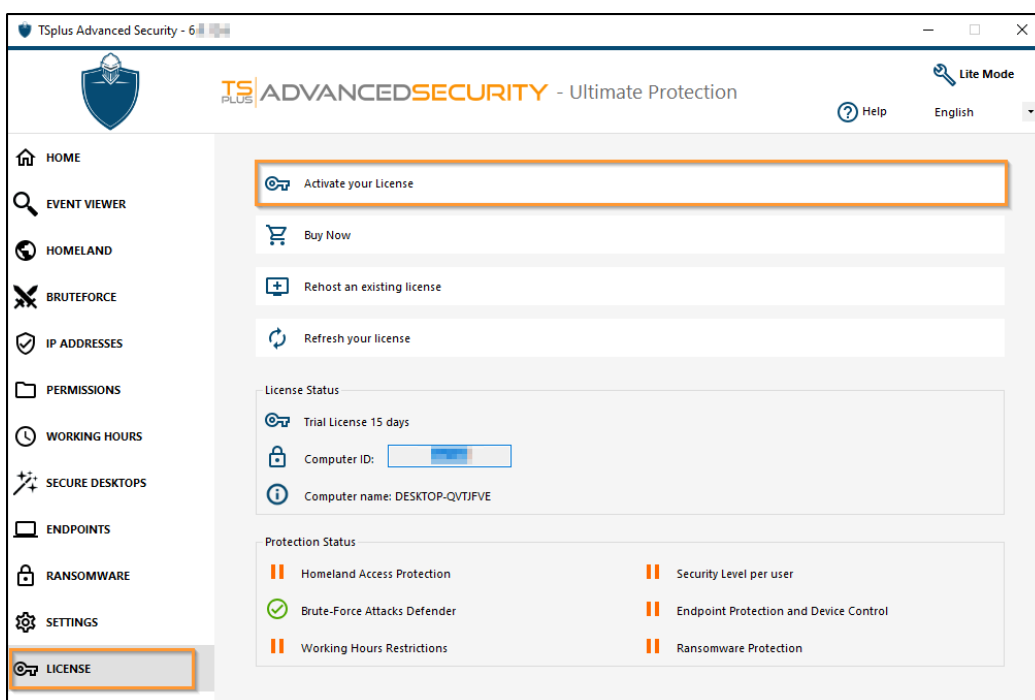 TSplus Advanced Security - 6
TS PLUS ADVANCEDSECURITY - Ultimate Protection
Lite Mode
Help
English
HOME
EVENT VIEWER
HOMELAND
BRUTEFORCE
IP ADDRESSES
PERMISSIONS
WORKING HOURS
SECURE DESKTOPS
ENDPOINTS
RANSOMWARE
SETTINGS
LICENSE
Activate your License
Buy Now
Rehost an existing license
Refresh your license
License Status
Trial License 15 days
Computer ID:
Computer name: DESKTOP-QVTJFVE
Protection Status
Homeland Access Protection
Security Level per user
Brute-Force Attacks Defender
Endpoint Protection and Device Control
Working Hours Restrictions
Ransomware Protection